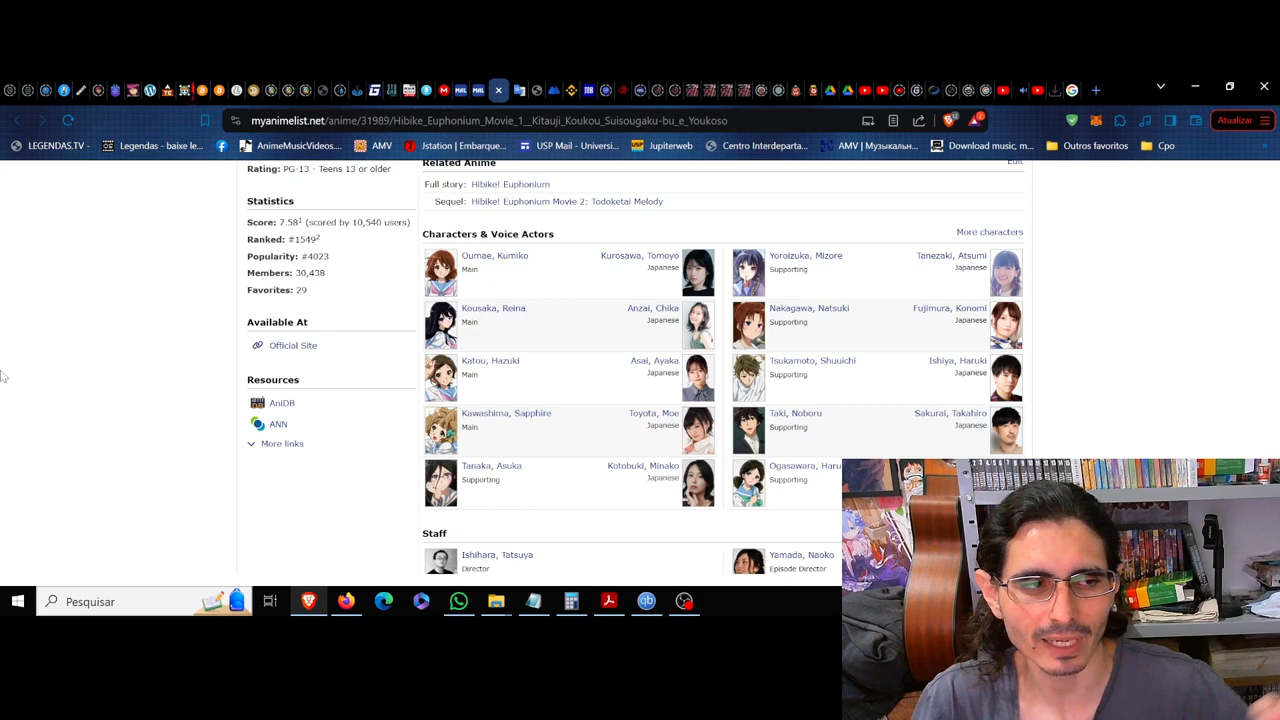 myanimelist.net/anime/31989/Hibike_Euphonium_Movie_1__Kitauji_Koukou_Suisougaku-bu_e_Youkoso
Atualizar
LEGENDAS.TV -
Legendas - baixe le...
AnimeMusicVideos...
AMV
Jstation | Embarque...
USP Mail - Universi...
Jupiterweb
Centro Interdeparta...
AMV | Музыкальн...
Download music, m...
Outros favoritos
Cpo
Rating: PG-13 - Teens 13 or older
Statistics
Score: 7.58¹ (scored by 10,540 users)
Ranked: #1549²
Popularity: #4023
Members: 30,438
Favorites: 29
Available At
Official Site
Resources
AniDB
ANN
More links
Related Anime
Edit
Full story: Hibike! Euphonium
Sequel: Hibike! Euphonium Movie 2: Todoketai Melody
Characters & Voice Actors
More characters
Oumae, Kumiko
Main
Kurosawa, Tomoyo
Japanese
Yoroizuka, Mizore
Supporting
Tanezaki, Atsumi
Japanese
Kousaka, Reina
Main
Anzai, Chika
Japanese
Nakagawa, Natsuki
Supporting
Fujimura, Konomi
Japanese
Katou, Hazuki
Main
Asai, Ayaka
Japanese
Tsukamoto, Shuuichi
Supporting
Ishiya, Haruki
Japanese
Kawashima, Sapphire
Main
Toyota, Moe
Japanese
Taki, Noboru
Supporting
Sakurai, Takahiro
Japanese
Tanaka, Asuka
Supporting
Kotobuki, Minako
Japanese
Ogasawara, Haru
Supporting
Staff
Ishihara, Tatsuya
Director
Yamada, Naoko
Episode Director
Pesquisar